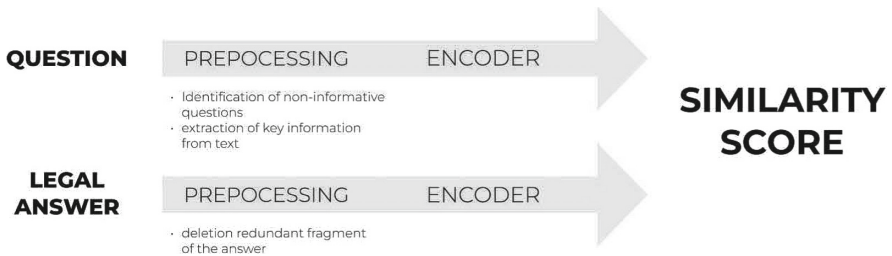 QUESTION
PREPOCESSING
ENCODER
• Identification of non-informative
questions
• extraction of key information
from text
SIMILARITY
SCORE
LEGAL
ANSWER
PREPOCESSING
ENCODER
• deletion redundant fragment
of the answer